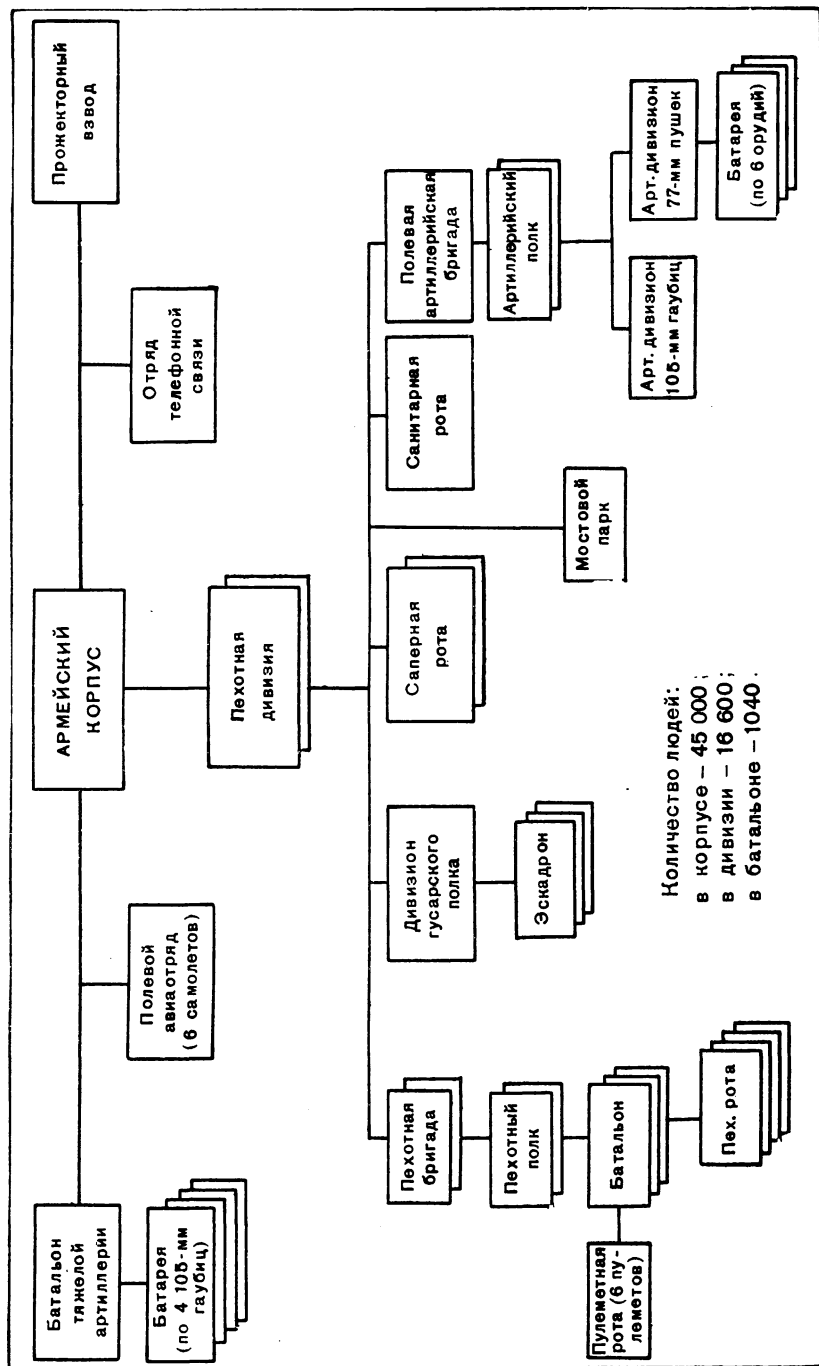 АРМЕЙСКИЙ
КОРПУС
Батальон
тяжелой
артиллерии
Батарея
(по 4 105-мм
гаубиц)
Полевой
авиаотряд
(6 самолетов)
Отряд
телефонной
связи
Прожекторный
взвод
Пехотная
дивизия
Пехотная
бригада
Пехотный
полк
Батальон
Пулеметная
рота (6 пу-
леметов)
Пех. рота
Дивизион
гусарского
полка
Эскадрон
Саперная
рота
Мостовой
парк
Санитарная
рота
Полевая
артиллерийская
бригада
Артиллерийский
полк
Арт. дивизион
105-мм гаубиц
Арт. дивизион
77-мм пушек
Батарея
(по 6 орудий)
Количество людей:
в корпусе – 45 000;
в дивизии – 16 600;
в батальоне – 1040.